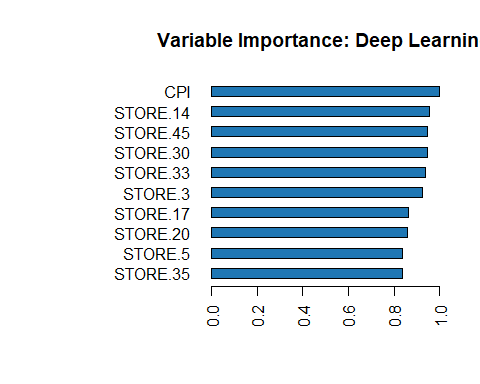 Variable Importance: Deep Learnin
CPI
STORE.14
STORE.45
STORE.30
STORE.33
STORE.3
STORE.17
STORE.20
STORE.5
STORE.35
0.0
0.2
0.4
0.6
0.8
1.0